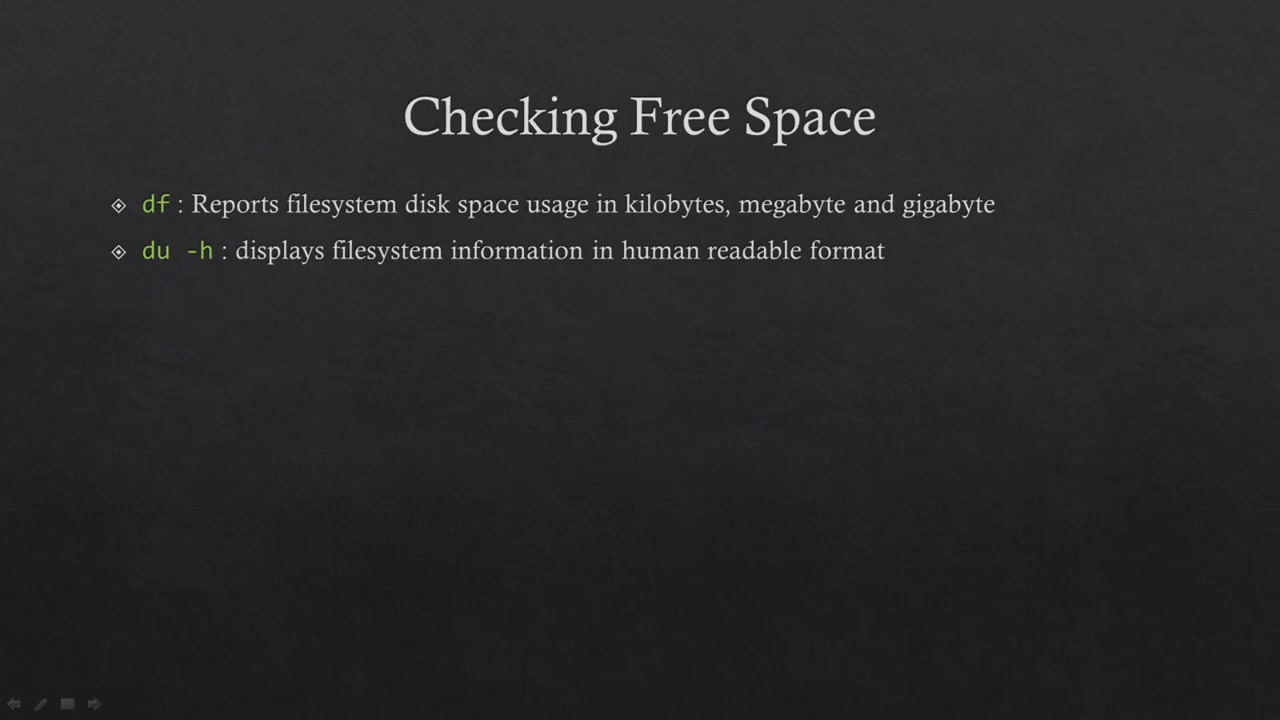 Checking Free Space
df : Reports filesystem disk space usage in kilobytes, megabyte and gigabyte
du -h : displays filesystem information in human readable format